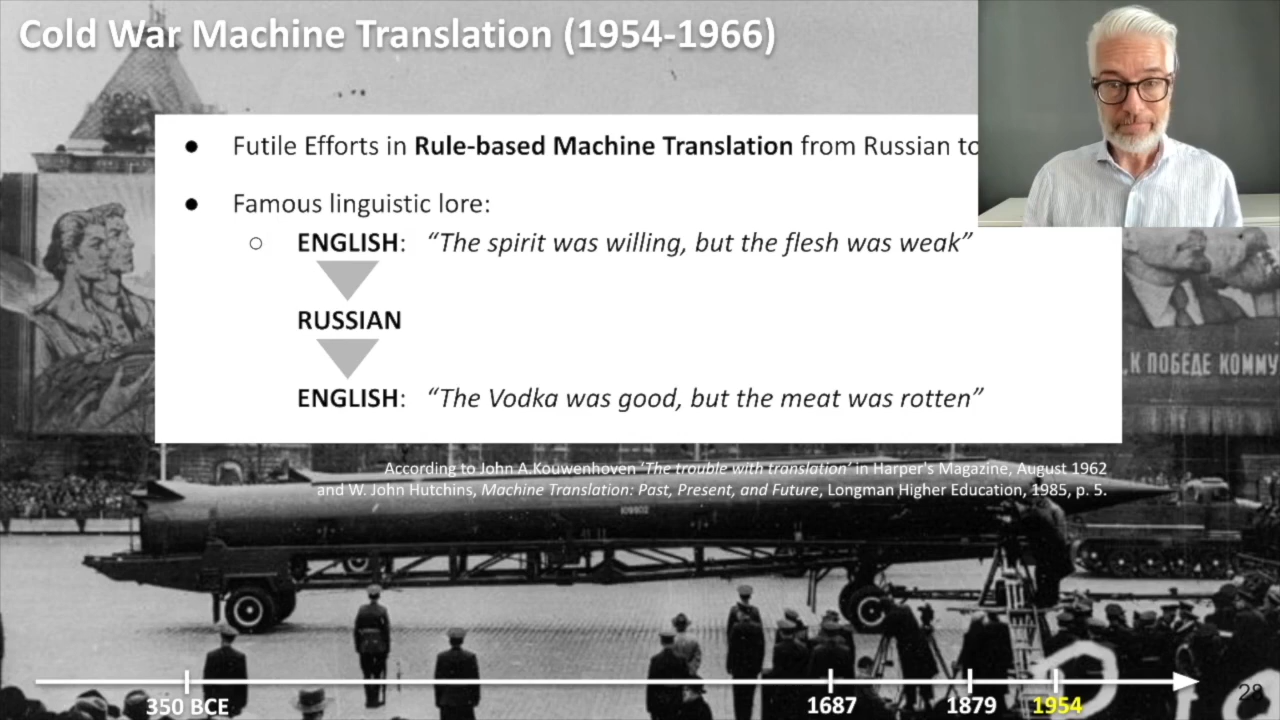 Cold War Machine Translation (1954-1966)
● Futile Efforts in Rule-based Machine Translation from Russian to
● Famous linguistic lore:
○ ENGLISH: “The spirit was willing, but the flesh was weak”
RUSSIAN
ENGLISH: “The Vodka was good, but the meat was rotten”
К ПОБЕДЕ КОММУ
According to John A.Kouwenhoven ‘The trouble with translation’ in Harper's Magazine, August 1962
and W. John Hutchins, Machine Translation: Past, Present, and Future, Longman Higher Education, 1985, p. 5.
350 BCE 1687 1879 1954